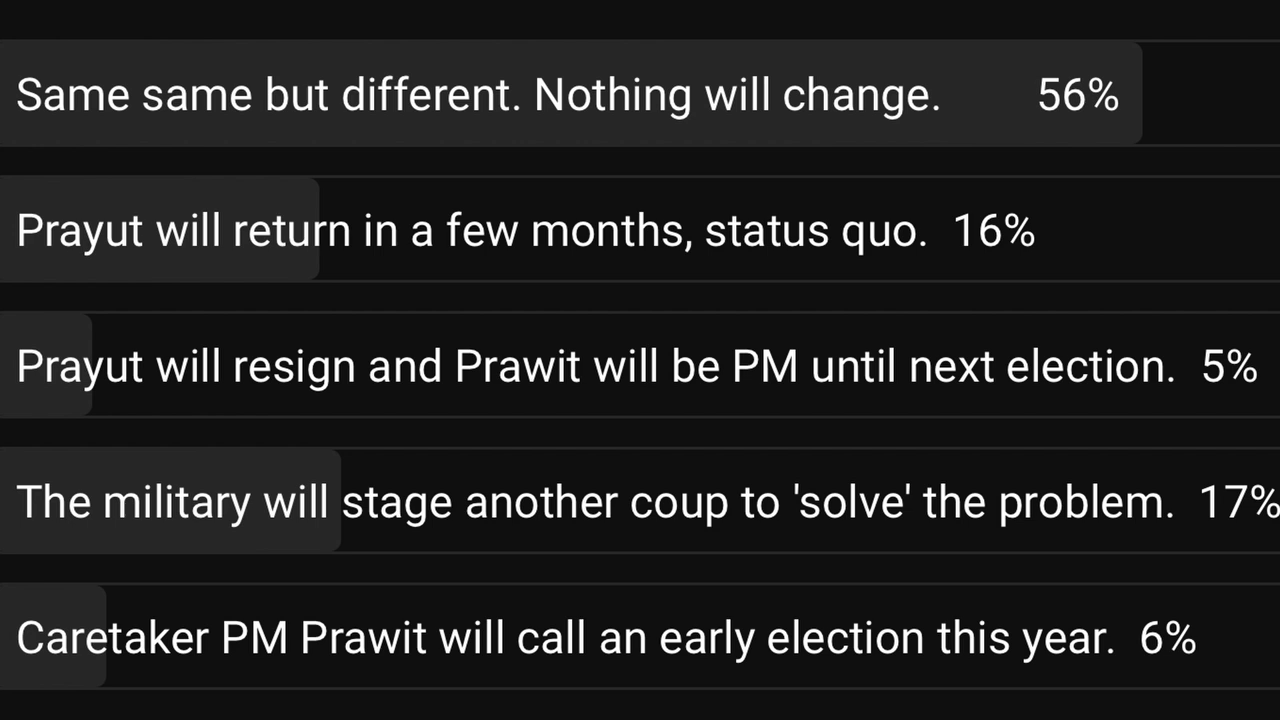 Same same but different. Nothing will change. 56%
Prayut will return in a few months, status quo. 16%
Prayut will resign and Prawit will be PM until next election. 5%
The military will stage another coup to 'solve' the problem. 17%
Caretaker PM Prawit will call an early election this year. 6%